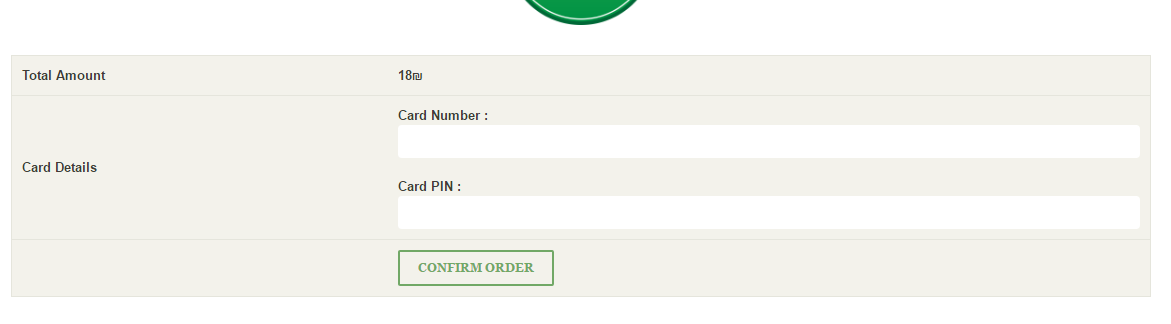 Total Amount 18₪
Card Number :
Card Details
Card PIN :
CONFIRM ORDER